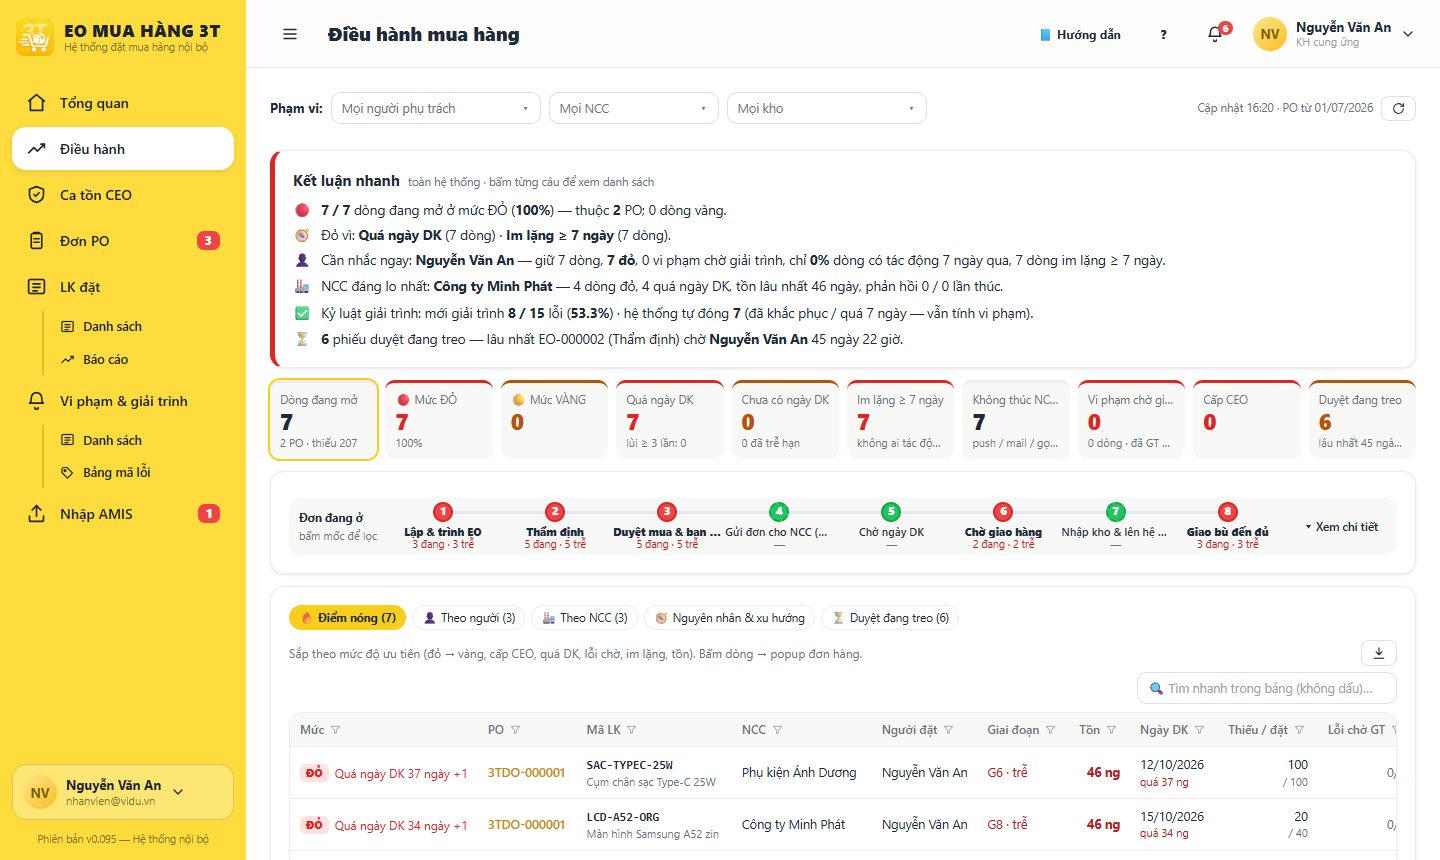 3T
EO MUA HÀNG 3T
Hệ thống đặt mua hàng nội bộ
Tổng quan
Điều hành
Ca tồn CEO
Đơn PO 3
LK đặt
Danh sách
Báo cáo
Vi phạm & giải trình
Danh sách
Bảng mã lỗi
Nhập AMIS 1
NV Nguyễn Văn An
nhanvien@vidu.vn
Phiên bản v0.095 — Hệ thống nội bộ
Điều hành mua hàng
Hướng dẫn ? 6 NV Nguyễn Văn An
KH cung ứng
Phạm vi: Mọi người phụ trách Mọi NCC Mọi kho Cập nhật 16:20 · PO từ 01/07/2026
Kết luận nhanh toàn hệ thống · bấm từng câu để xem danh sách
7 / 7 dòng đang mở ở mức ĐỎ (100%) — thuộc 2 PO; 0 dòng vàng.
Đỏ vì: Quá ngày DK (7 dòng) · Im lặng ≥ 7 ngày (7 dòng).
Cần nhắc ngay: Nguyễn Văn An — giữ 7 dòng, 7 đỏ, 0 vi phạm chờ giải trình, chỉ 0% dòng có tác động 7 ngày qua, 7 dòng im lặng ≥ 7 ngày.
NCC đáng lo nhất: Công ty Minh Phát — 4 dòng đỏ, 4 quá ngày DK, tồn lâu nhất 46 ngày, phản hồi 0 / 0 lần thúc.
Kỷ luật giải trình: mới giải trình 8 / 15 lỗi (53.3%) · hệ thống tự đóng 7 (đã khắc phục / quá 7 ngày — vẫn tính vi phạm).
6 phiếu duyệt đang treo — lâu nhất EO-000002 (Thẩm định) chờ Nguyễn Văn An 45 ngày 22 giờ.
Dòng đang mở
7
2 PO · thiếu 207
Mức ĐỎ
7
100%
Mức VÀNG
0
Quá ngày DK
7
lùi ≥ 3 lần: 0
Chưa có ngày DK
0
0 đã trễ hạn
Im lặng ≥ 7 ngày
7
không ai tác độ...
Không thúc NC...
7
push / mail / gọ...
Vi phạm chờ gi...
0
0 dòng · đã GT ...
Cấp CEO
0
Duyệt đang treo
6
lâu nhất 45 ngà...
Đơn đang ở
bấm mốc để lọc
1
Lập & trình EO
3 đang · 3 trễ
2
Thẩm định
5 đang · 5 trễ
3
Duyệt mua & bạn ...
5 đang · 5 trễ
4
Gửi đơn cho NCC (...
—
5
Chờ ngày DK
—
6
Chờ giao hàng
2 đang · 2 trễ
7
Nhập kho & lên hệ ...
—
8
Giao bù đến đủ
3 đang · 3 trễ
Xem chi tiết
Điểm nóng (7) Theo người (3) Theo NCC (3) Nguyên nhân & xu hướng Duyệt đang treo (6)
Sắp theo mức độ ưu tiên (đỏ → vàng, cấp CEO, quá DK, lỗi chờ, im lặng, tồn). Bấm dòng → popup đơn hàng.
Tìm nhanh trong bảng (không dấu)...
Mức PO Mã LK NCC Người đặt Giai đoạn Tồn Ngày DK Thiếu / đặt Lỗi chờ GT
ĐỎ Quá ngày DK 37 ngày +1 3TDO-000001 SAC-TYPEC-25W Phụ kiện Ánh Dương Nguyễn Văn An G6 · trễ 46 ng 12/10/2026 100 0/
Cụm chân sạc Type-C 25W quá 37 ng / 100
ĐỎ Quá ngày DK 34 ngày +1 3TDO-000001 LCD-A52-ORG Công ty Minh Phát Nguyễn Văn An G8 · trễ 46 ng 15/10/2026 20 0/
Màn hình Samsung A52 zin quá 34 ng / 40